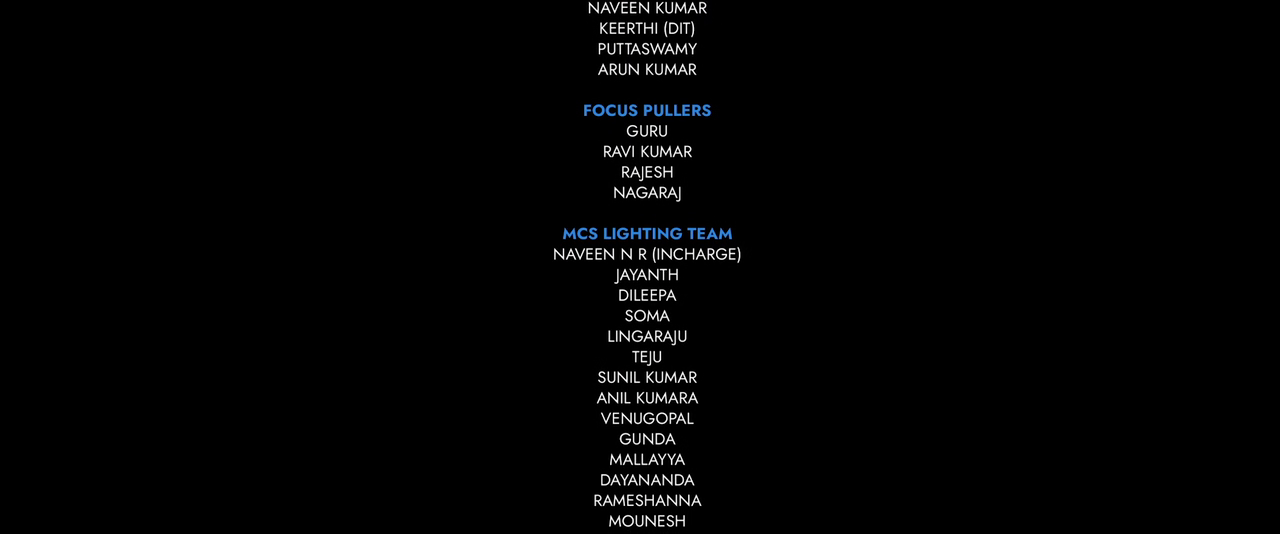 NAVEEN KUMAR
KEERTHI (DIT)
PUTTASWAMY
ARUN KUMAR
FOCUS PULLERS
GURU
RAVI KUMAR
RAJESH
NAGARAJ
MCS LIGHTING TEAM
NAVEEN N R (INCHARGE)
JAYANTH
DILEEPA
SOMA
LINGARAJU
TEJU
SUNIL KUMAR
ANIL KUMARA
VENUGOPAL
GUNDA
MALLAYYA
DAYANANDA
RAMESHANNA
MOUNESH